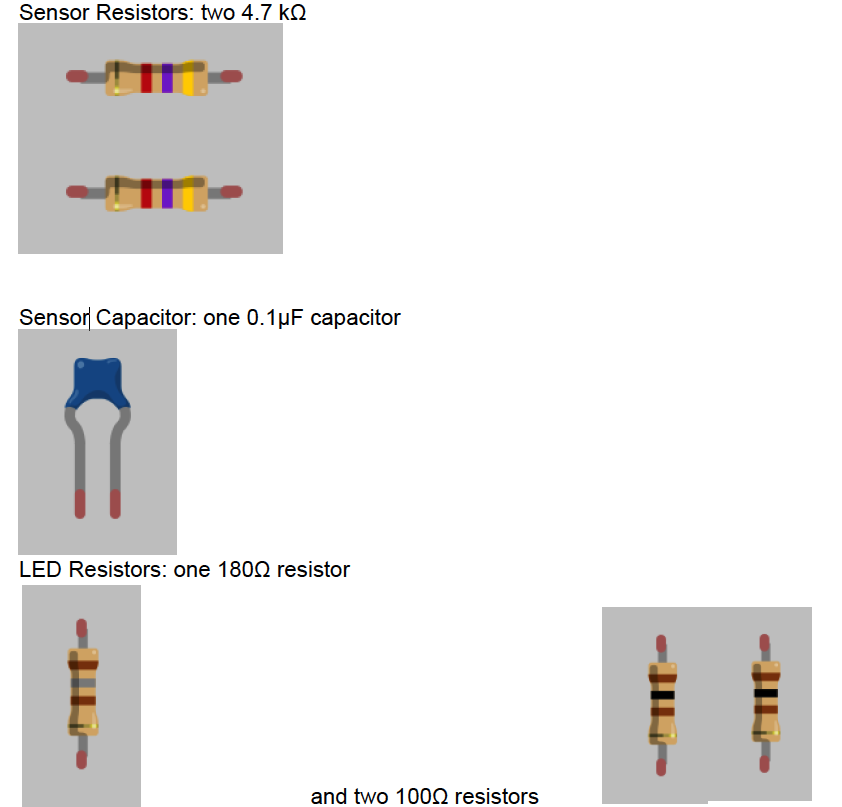 Sensor Resistors: two 4.7 kΩ
Sensor Capacitor: one 0.1µF capacitor
LED Resistors: one 180Ω resistor
and two 100Ω resistors